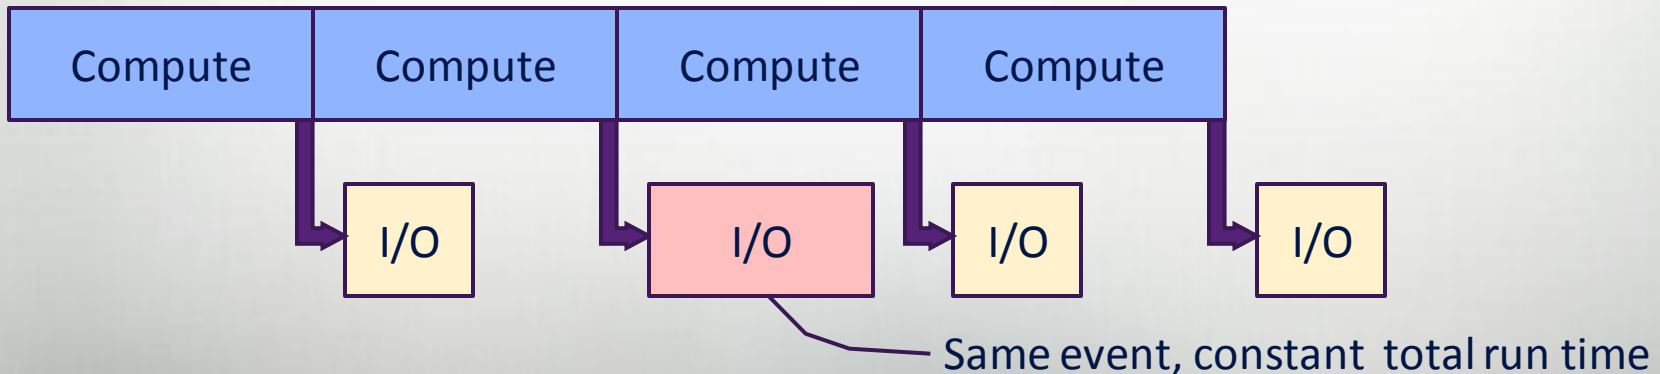 Compute Compute Compute Compute
I/O I/O I/O I/O
Same event, constant total run time